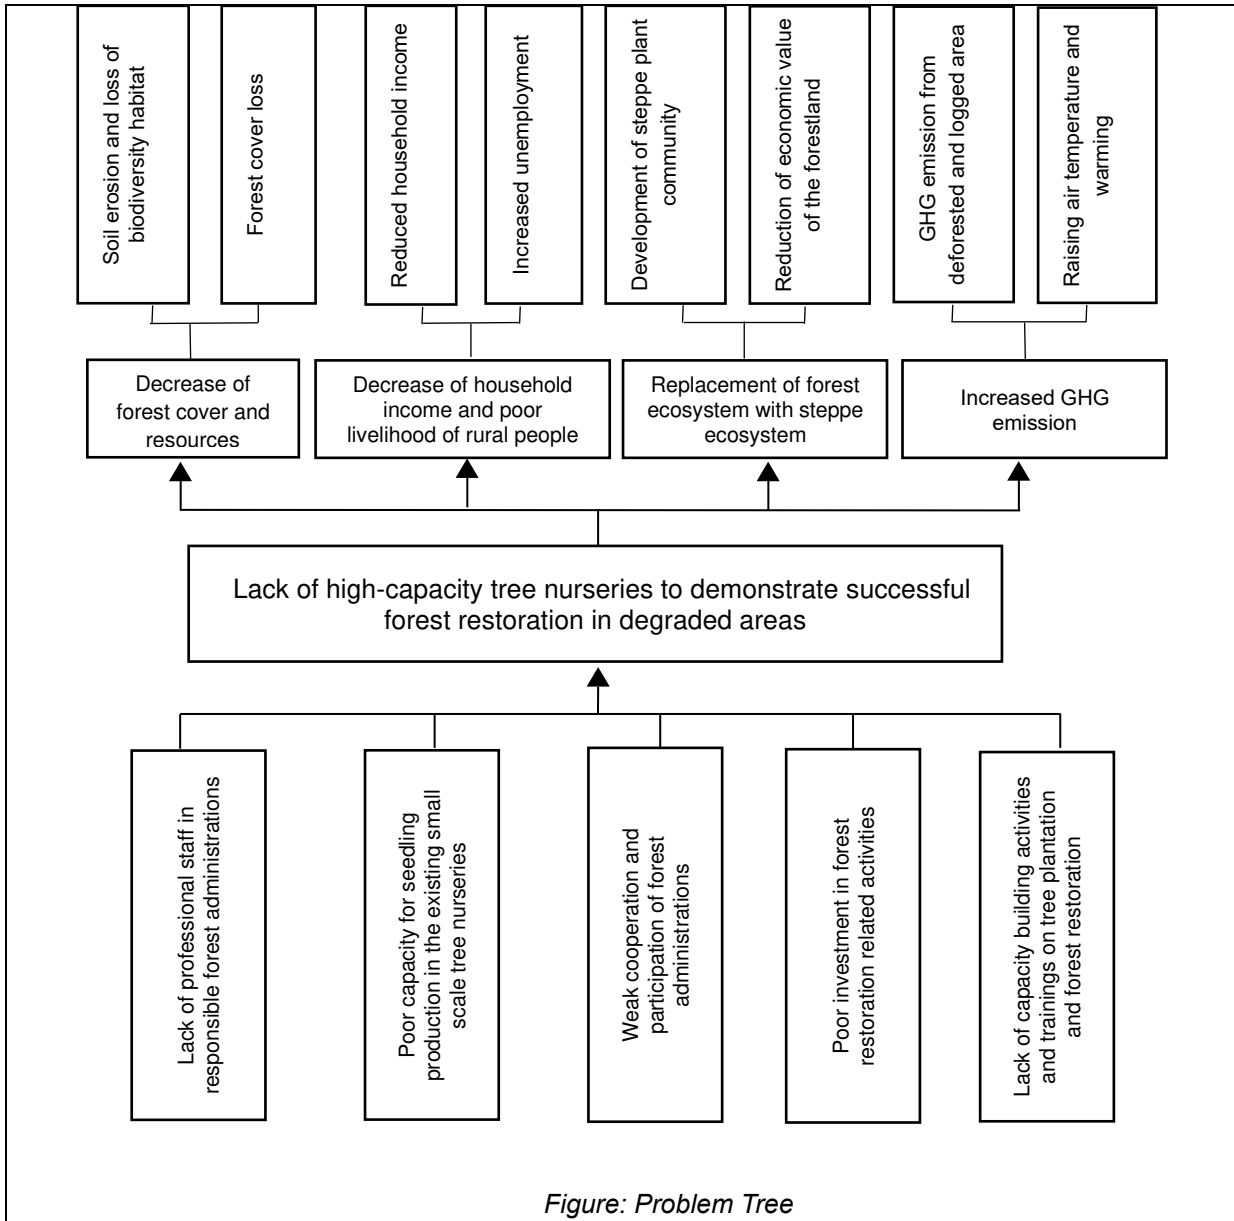 Soil erosion and loss of
biodiversity habitat
Forest cover loss
Reduced household income
Increased unemployment
Development of steppe plant
community
Reduction of economic value
of the forestland
GHG emission from
deforested and logged area
Raising air temperature and
warming
Decrease of
forest cover and
resources
Decrease of household
income and poor
livelihood of rural people
Replacement of forest
ecosystem with steppe
ecosystem
Increased GHG
emission
Lack of high-capacity tree nurseries to demonstrate successful
forest restoration in degraded areas
Lack of professional staff in
responsible forest administrations
Poor capacity for seedling
production in the existing small
scale tree nurseries
Weak cooperation and
participation of forest
administrations
Poor investment in forest
restoration related activities
Lack of capacity building activities
and trainings on tree plantation
and forest restoration
Figure: Problem Tree